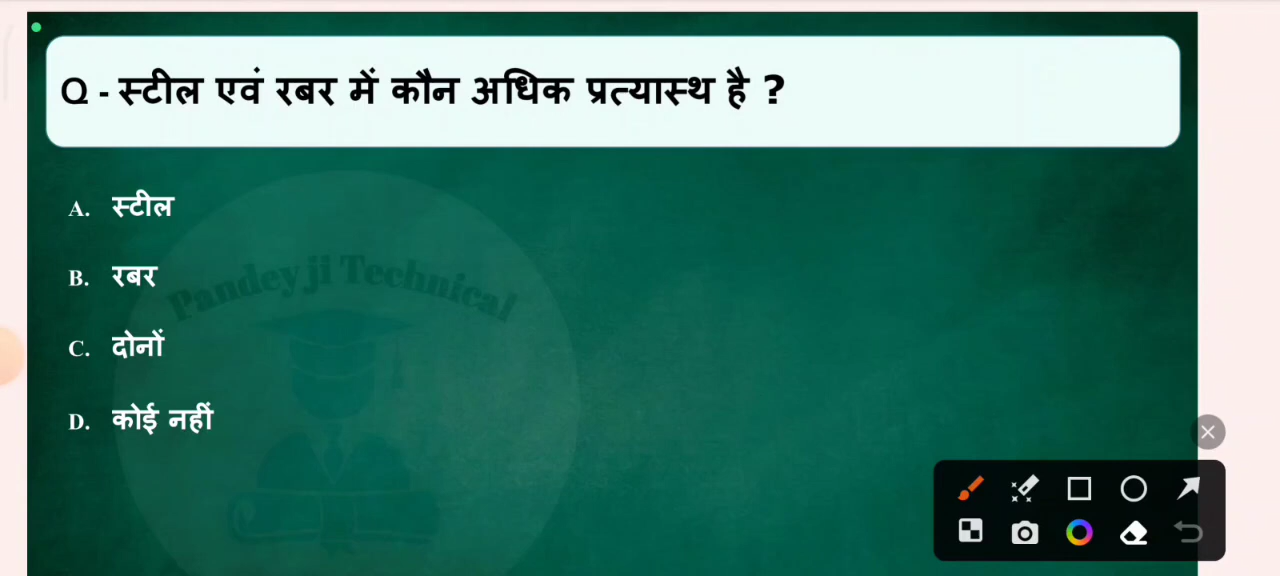 Q - स्टील एवं रबर में कौन अधिक प्रत्यास्थ है ?
A. स्टील
B. रबर
C. दोनों
D. कोई नहीं
Pandey ji Technical